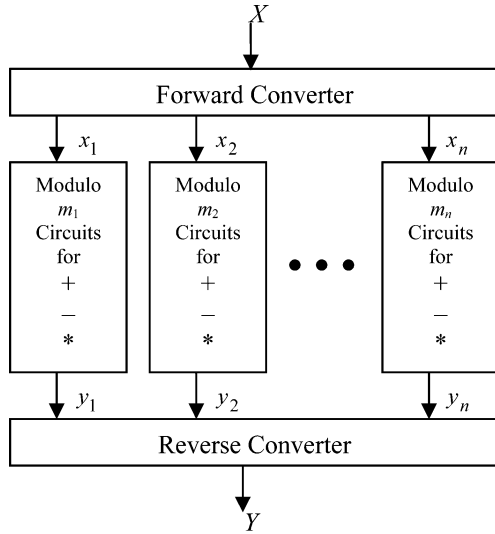 X
Forward Converter
x1 x2 xn
Modulo
m1
Circuits
for
+
−
*
Modulo
m2
Circuits
for
+
−
*
Modulo
mn
Circuits
for
+
−
*
y1 y2 yn
Reverse Converter
Y